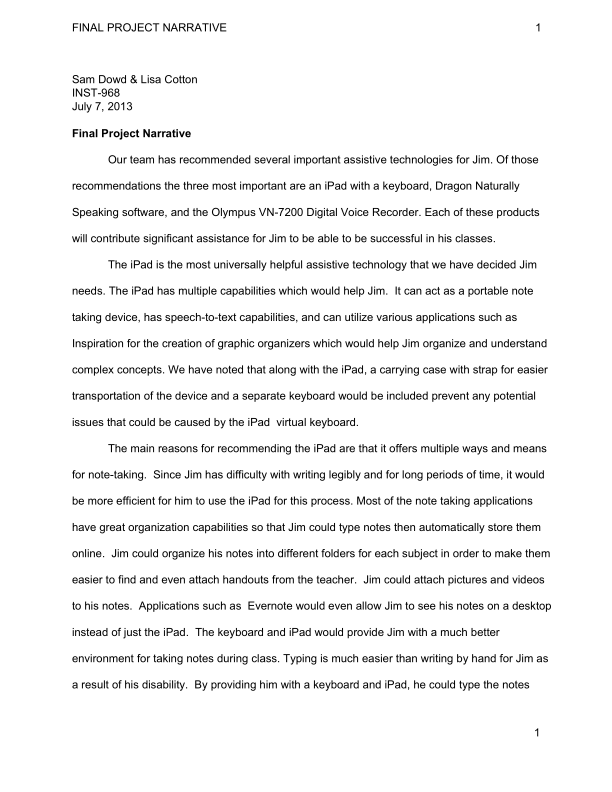 FINAL PROJECT NARRATIVE 1
Sam Dowd & Lisa Cotton
INST-968
July 7, 2013
Final Project Narrative
Our team has recommended several important assistive technologies for Jim. Of those
recommendations the three most important are an iPad with a keyboard, Dragon Naturally
Speaking software, and the Olympus VN-7200 Digital Voice Recorder. Each of these products
will contribute significant assistance for Jim to be able to be successful in his classes.
The iPad is the most universally helpful assistive technology that we have decided Jim
needs. The iPad has multiple capabilities which would help Jim.  It can act as a portable note
taking device, has speech-to-text capabilities, and can utilize various applications such as
Inspiration for the creation of graphic organizers which would help Jim organize and understand
complex concepts. We have noted that along with the iPad, a carrying case with strap for easier
transportation of the device and a separate keyboard would be included prevent any potential
issues that could be caused by the iPad  virtual keyboard.
The main reasons for recommending the iPad are that it offers multiple ways and means
for note-taking.  Since Jim has difficulty with writing legibly and for long periods of time, it would
be more efficient for him to use the iPad for this process. Most of the note taking applications
have great organization capabilities so that Jim could type notes then automatically store them
online.  Jim could organize his notes into different folders for each subject in order to make them
easier to find and even attach handouts from the teacher.  Jim could attach pictures and videos
to his notes.  Applications such as  Evernote would even allow Jim to see his notes on a desktop
instead of just the iPad.  The keyboard and iPad would provide Jim with a much better
environment for taking notes during class. Typing is much easier than writing by hand for Jim as
a result of his disability.  By providing him with a keyboard and iPad, he could type the notes
1